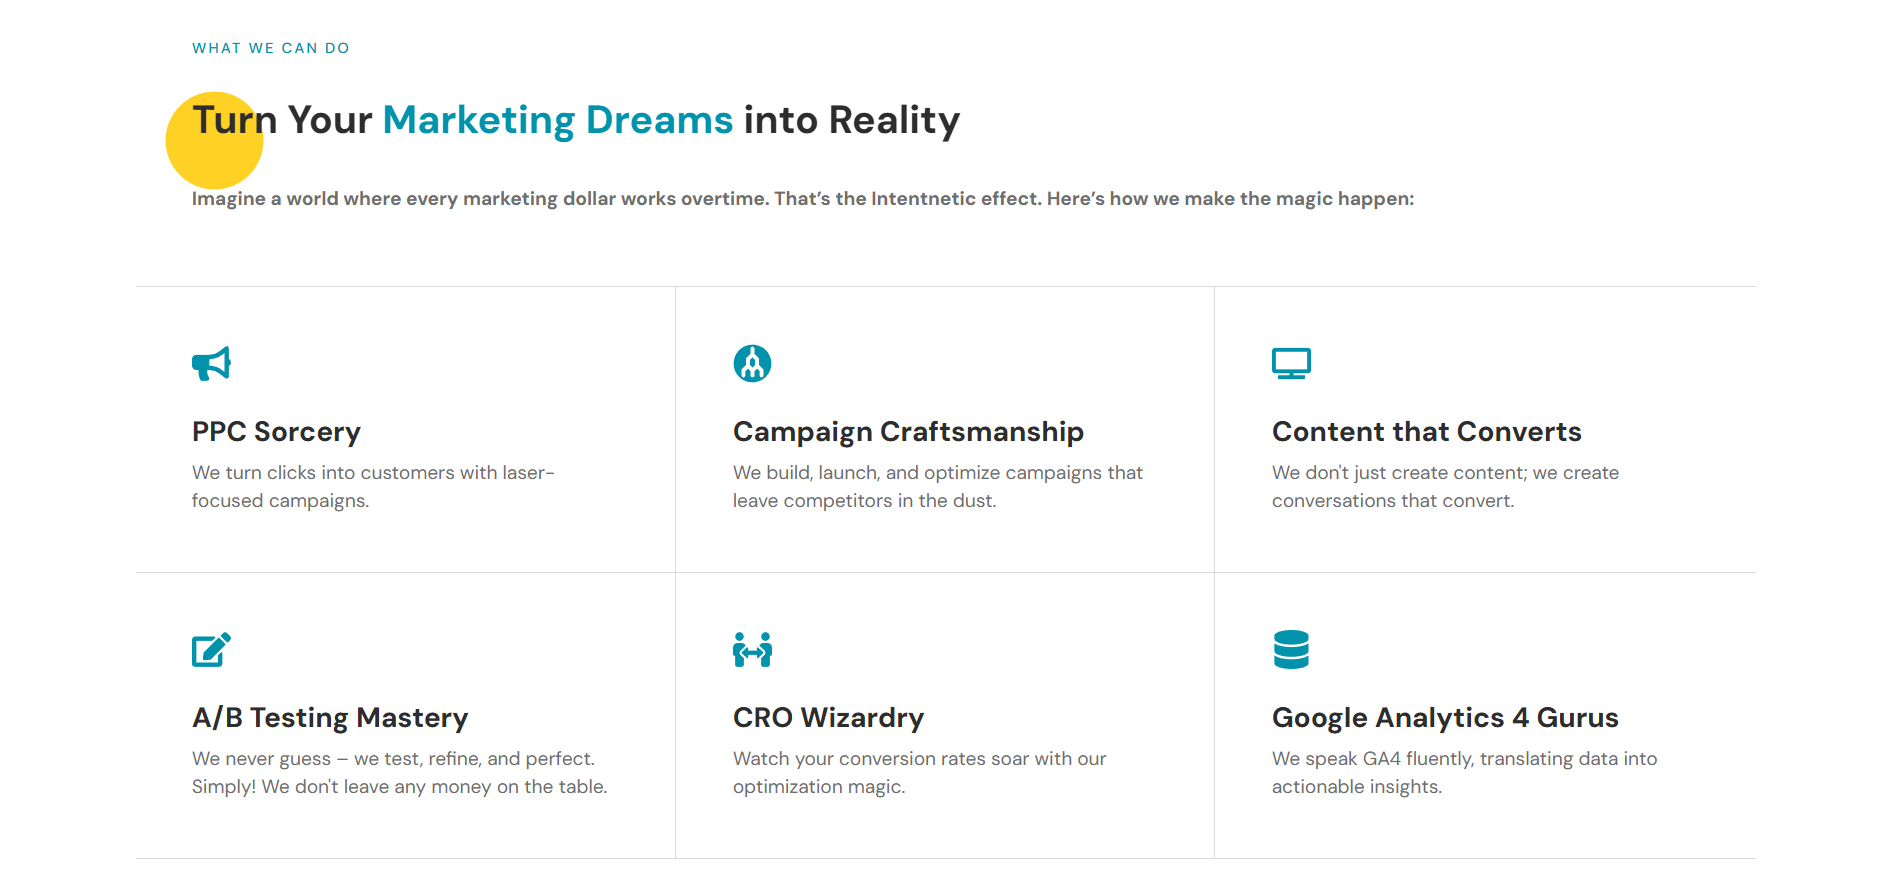 WHAT WE CAN DO
Turn Your Marketing Dreams into Reality
Imagine a world where every marketing dollar works overtime. That’s the Intentnetic effect. Here’s how we make the magic happen:
PPC Sorcery
We turn clicks into customers with laser-
focused campaigns.
Campaign Craftsmanship
We build, launch, and optimize campaigns that
leave competitors in the dust.
Content that Converts
We don't just create content; we create
conversations that convert.
A/B Testing Mastery
We never guess – we test, refine, and perfect.
Simply! We don't leave any money on the table.
CRO Wizardry
Watch your conversion rates soar with our
optimization magic.
Google Analytics 4 Gurus
We speak GA4 fluently, translating data into
actionable insights.